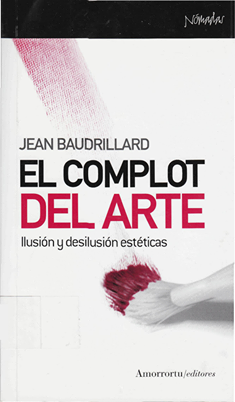 Nómadas
JEAN BAUDRILLARD
EL COMPLOT
DEL ARTE
Ilusión y desilusión estéticas
Amorrortu/editores